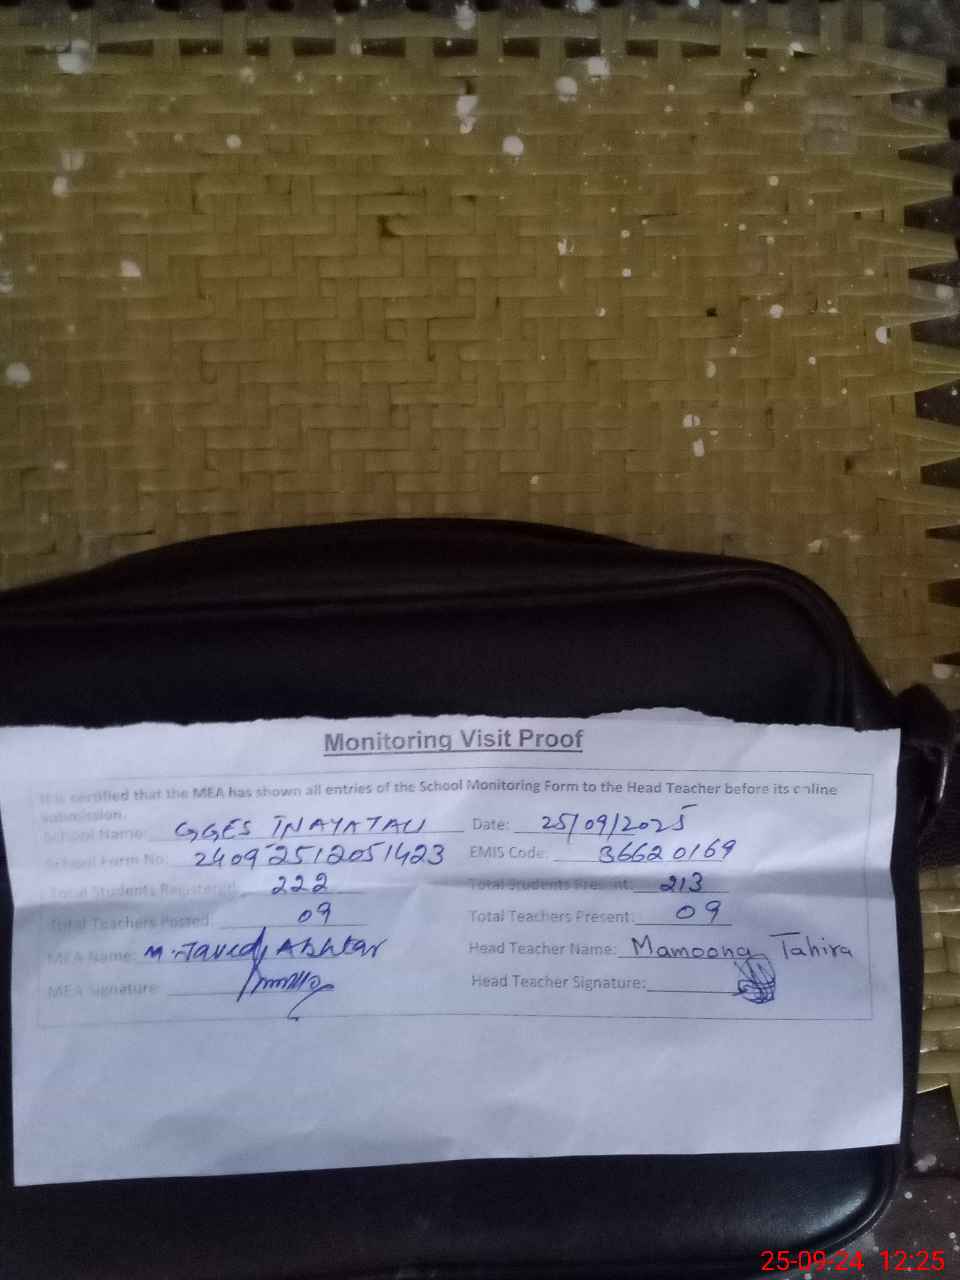 Monitoring Visit Proof
It is certified that the MEA has shown all entries of the School Monitoring Form to the Head Teacher before its online
submission.
School Name: GGES INAYATALI Date: 25/09/2025
School Form No: 2409-2512051423 EMIS Code: 36620169
Total Students Registered: 222 Total Students Present: 213
Total Teachers Posted: 09 Total Teachers Present: 09
MEA Name: M. Javed Akhtar Head Teacher Name: Mamoona Tahira
MEA Signature: Head Teacher Signature:
25-09-24 12:25